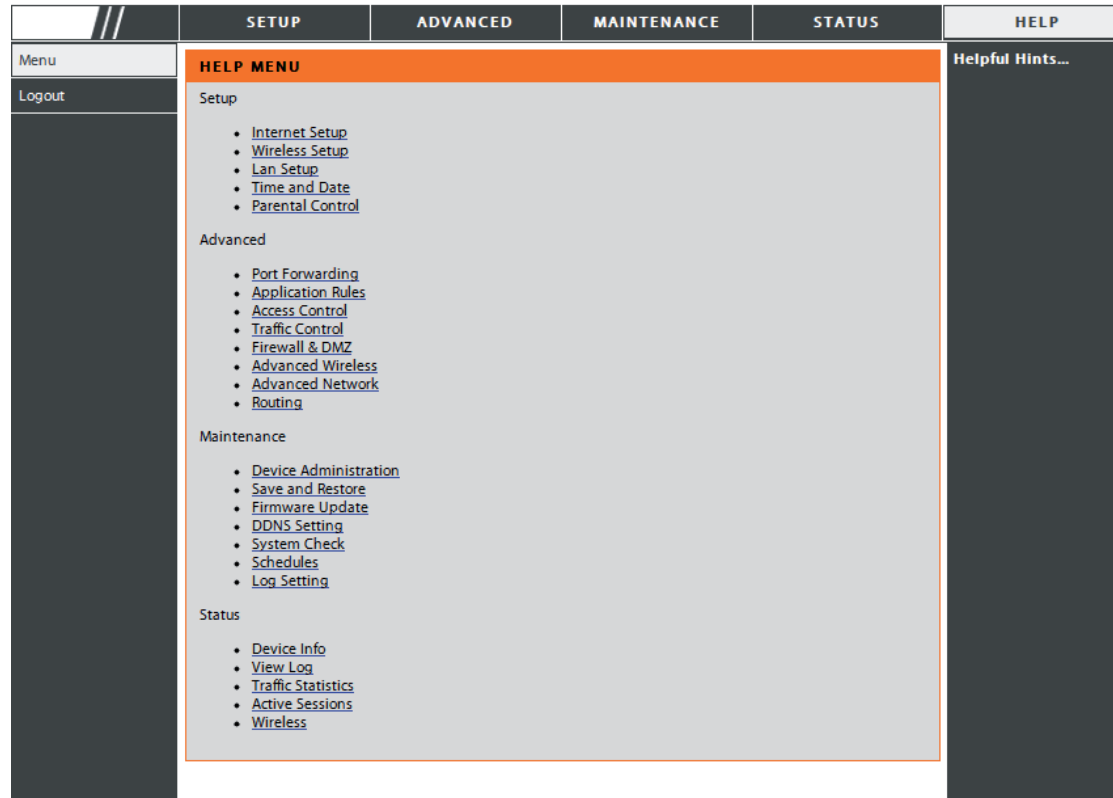 SETUP ADVANCED MAINTENANCE STATUS HELP
Menu
Logout
HELP MENU
Setup
Internet Setup
Wireless Setup
Lan Setup
Time and Date
Parental Control
Advanced
Port Forwarding
Application Rules
Access Control
Traffic Control
Firewall & DMZ
Advanced Wireless
Advanced Network
Routing
Maintenance
Device Administration
Save and Restore
Firmware Update
DDNS Setting
System Check
Schedules
Log Setting
Status
Device Info
View Log
Traffic Statistics
Active Sessions
Wireless
Helpful Hints...